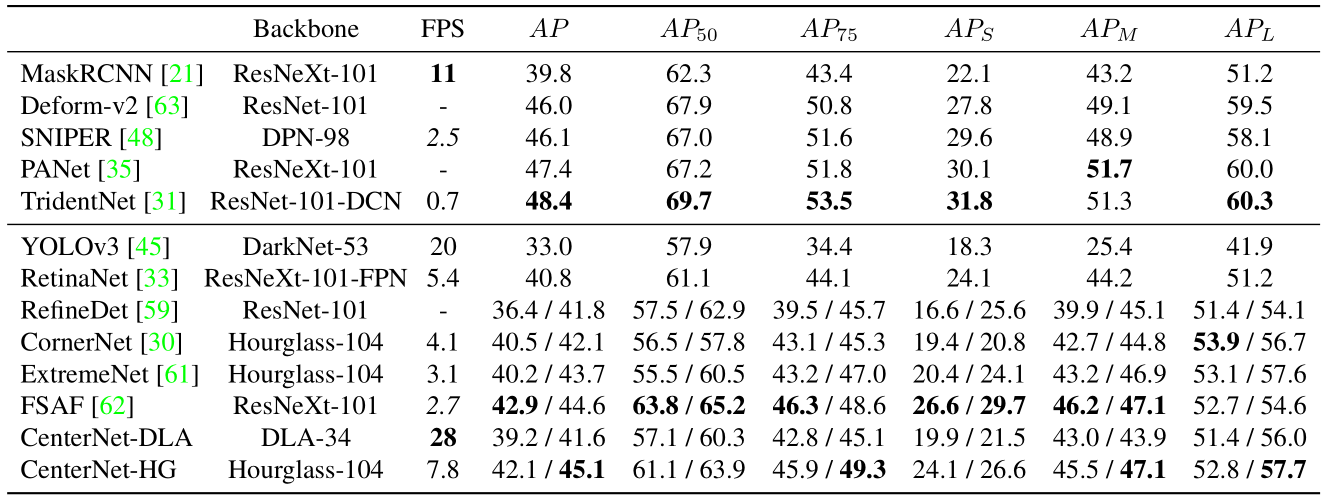 Backbone FPS AP AP50 AP75 APS APM APL
MaskRCNN [21] ResNeXt-101 11 39.8 62.3 43.4 22.1 43.2 51.2
Deform-v2 [63] ResNet-101 - 46.0 67.9 50.8 27.8 49.1 59.5
SNIPER [48] DPN-98 2.5 46.1 67.0 51.6 29.6 48.9 58.1
PANet [35] ResNeXt-101 - 47.4 67.2 51.8 30.1 51.7 60.0
TridentNet [31] ResNet-101-DCN 0.7 48.4 69.7 53.5 31.8 51.3 60.3
YOLOv3 [45] DarkNet-53 20 33.0 57.9 34.4 18.3 25.4 41.9
RetinaNet [33] ResNeXt-101-FPN 5.4 40.8 61.1 44.1 24.1 44.2 51.2
RefineDet [59] ResNet-101 - 36.4 / 41.8 57.5 / 62.9 39.5 / 45.7 16.6 / 25.6 39.9 / 45.1 51.4 / 54.1
CornerNet [30] Hourglass-104 4.1 40.5 / 42.1 56.5 / 57.8 43.1 / 45.3 19.4 / 20.8 42.7 / 44.8 53.9 / 56.7
ExtremeNet [61] Hourglass-104 3.1 40.2 / 43.7 55.5 / 60.5 43.2 / 47.0 20.4 / 24.1 43.2 / 46.9 53.1 / 57.6
FSAF [62] ResNeXt-101 2.7 42.9 / 44.6 63.8 / 65.2 46.3 / 48.6 26.6 / 29.7 46.2 / 47.1 52.7 / 54.6
CenterNet-DLA DLA-34 28 39.2 / 41.6 57.1 / 60.3 42.8 / 45.1 19.9 / 21.5 43.0 / 43.9 51.4 / 56.0
CenterNet-HG Hourglass-104 7.8 42.1 / 45.1 61.1 / 63.9 45.9 / 49.3 24.1 / 26.6 45.5 / 47.1 52.8 / 57.7